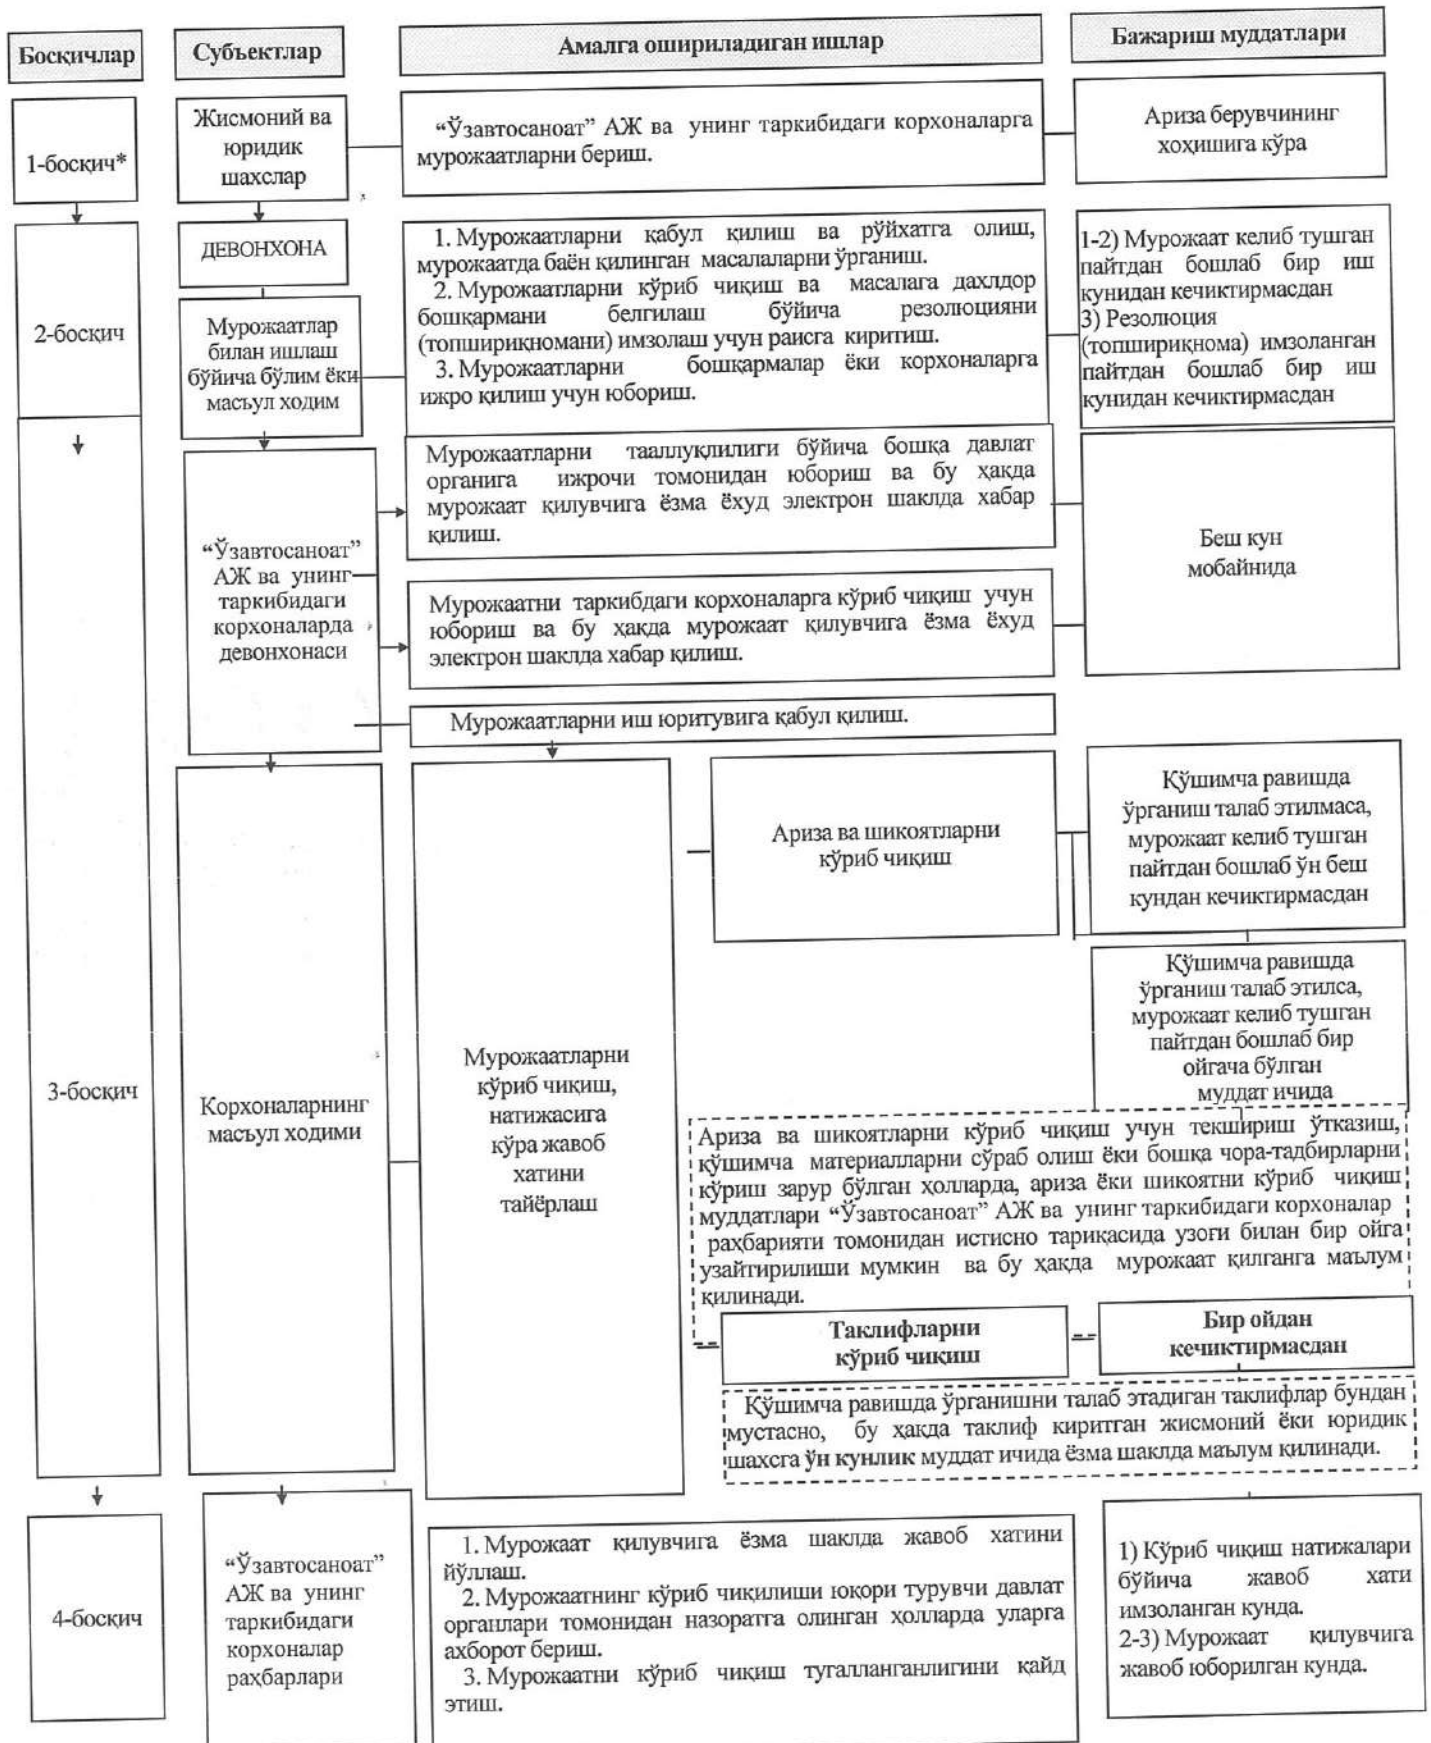 Босқичлар
Субъектлар
Амалга ошириладиган ишлар
Бажариш муддатлари
1-босқич*
Жисмоний ва
юридик
шахслар
“Ўзавтосаноат” АЖ ва унинг таркибидаги корхоналарга
мурожаатларни бериш.
Ариза берувчининг
хоҳишига кўра
2-босқич
ДЕВОНХОНА
Мурожаатлар
билан ишлаш
бўйича бўлим ёки
масъул ходим
1. Мурожаатларни қабул қилиш ва рўйхатга олиш,
мурожаатда баён қилинган масалаларни ўрганиш.
2. Мурожаатларни кўриб чиқиш ва масалага дахлдор
бошқармани белгилаш бўйича резолюцияни
(топшириқномани) имзолаш учун раисга киритиш.
3. Мурожаатларни бошқармалар ёки корхоналарга
ижро қилиш учун юбориш.
1-2) Мурожаат келиб тушган
пайтдан бошлаб бир иш
кунидан кечиктирмасдан
3) Резолюция
(топшириқнома) имзоланган
пайтдан бошлаб бир иш
кунидан кечиктирмасдан
3-босқич
“Ўзавтосаноат”
АЖ ва унинг
таркибидаги
корхоналарда
девонхонаси
Мурожаатларни тааллуқлилиги бўйича бошқа давлат
органига ижрочи томонидан юбориш ва бу ҳақда
мурожаат қилувчига ёзма ёхуд электрон шаклда хабар
қилиш.
Мурожаатни таркибдаги корхоналарга кўриб чиқиш учун
юбориш ва бу ҳақда мурожаат қилувчига ёзма ёхуд
электрон шаклда хабар қилиш.
Беш кун
мобайнида
Мурожаатларни иш юритувига қабул қилиш.
Корхоналарнинг
масъул ходими
Мурожаатларни
кўриб чиқиш,
натижасига
кўра жавоб
хатини
тайёрлаш
Ариза ва шикоятларни
кўриб чиқиш
Қўшимча равишда
ўрганиш талаб этилмаса,
мурожаат келиб тушган
пайтдан бошлаб ўн беш
кундан кечиктирмасдан
Қўшимча равишда
ўрганиш талаб этилса,
мурожаат келиб тушган
пайтдан бошлаб бир
ойгача бўлган
муддат ичида
Ариза ва шикоятларни кўриб чиқиш учун текшириш ўтказиш,
қўшимча материалларни сўраб олиш ёки бошқа чора-тадбирларни
кўриш зарур бўлган ҳолларда, ариза ёки шикоятни кўриб чиқиш
муддатлари “Ўзавтосаноат” АЖ ва унинг таркибидаги корхоналар
раҳбарияти томонидан истисно тариқасида узоғи билан бир ойга
узайтирилиши мумкин ва бу ҳақда мурожаат қилганга маълум
қилинади.
Таклифларни
кўриб чиқиш
Бир ойдан
кечиктирмасдан
Қўшимча равишда ўрганишни талаб этадиган таклифлар бундан
мустасно, бу ҳақда таклиф киритган жисмоний ёки юридик
шахсга ўн кунлик муддат ичида ёзма шаклда маълум қилинади.
4-босқич
“Ўзавтосаноат”
АЖ ва унинг
таркибидаги
корхоналар
раҳбарлари
1. Мурожаат қилувчига ёзма шаклда жавоб хатини
йўллаш.
2. Мурожаатнинг кўриб чиқилиши юқори турувчи давлат
органлари томонидан назоратга олинган ҳолларда уларга
ахборот бериш.
3. Мурожаатни кўриб чиқиш тугалланганлигини қайд
этиш.
1) Кўриб чиқиш натижалари
бўйича жавоб хати
имзоланган кунда.
2-3) Мурожаат қилувчига
жавоб юборилган кунда.